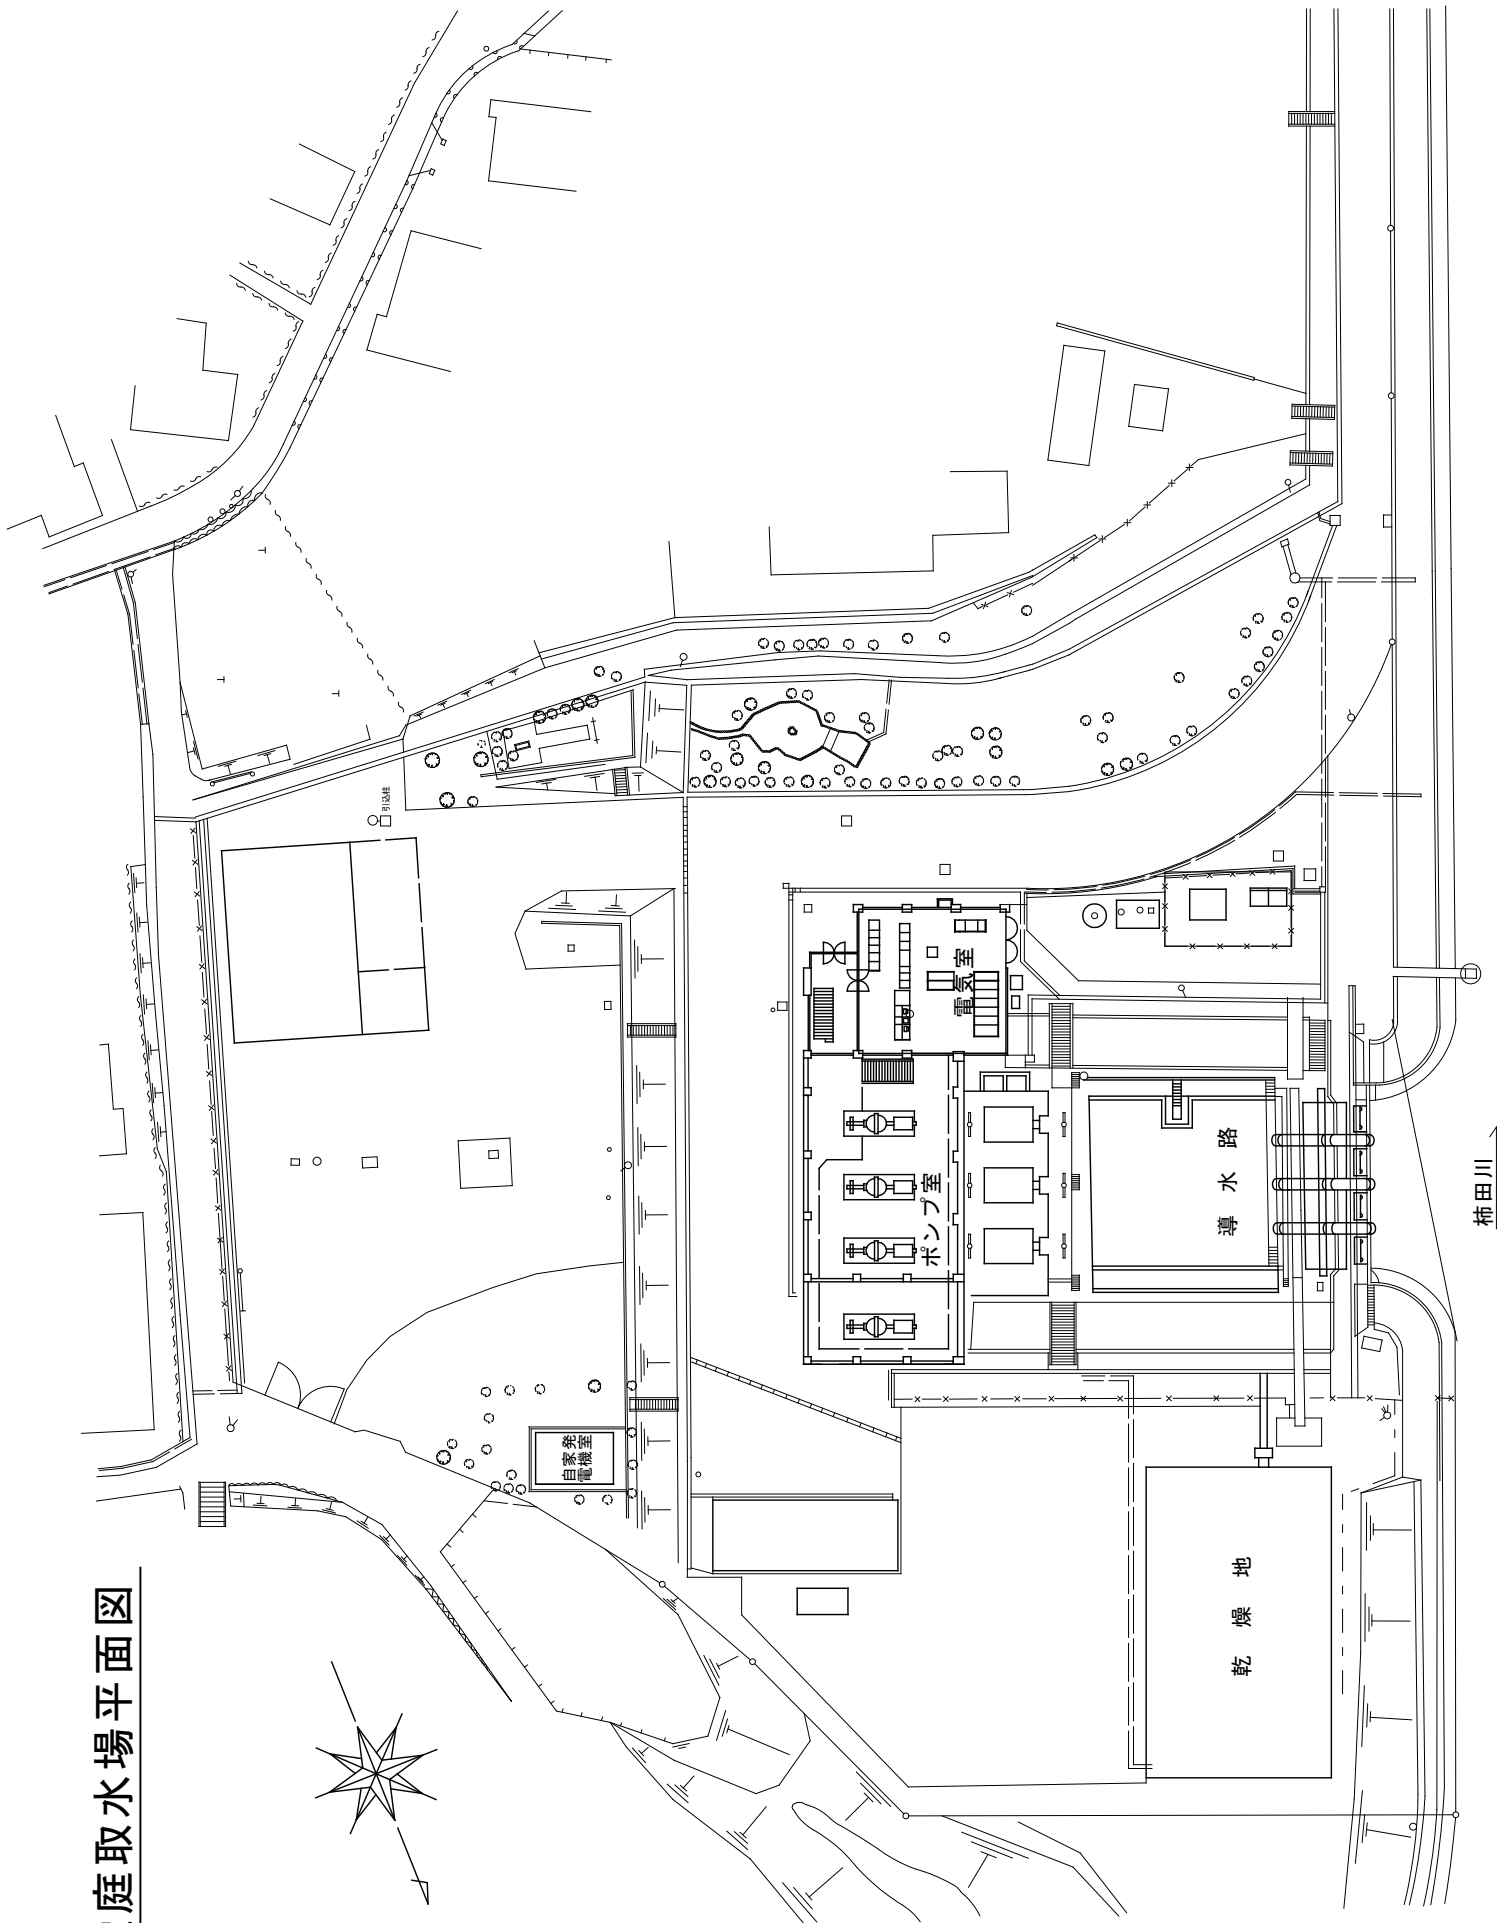 庭取水場平面図
引込柱
電気室
ポンプ室
導水路
自家発
電機室
乾燥地
柿田川